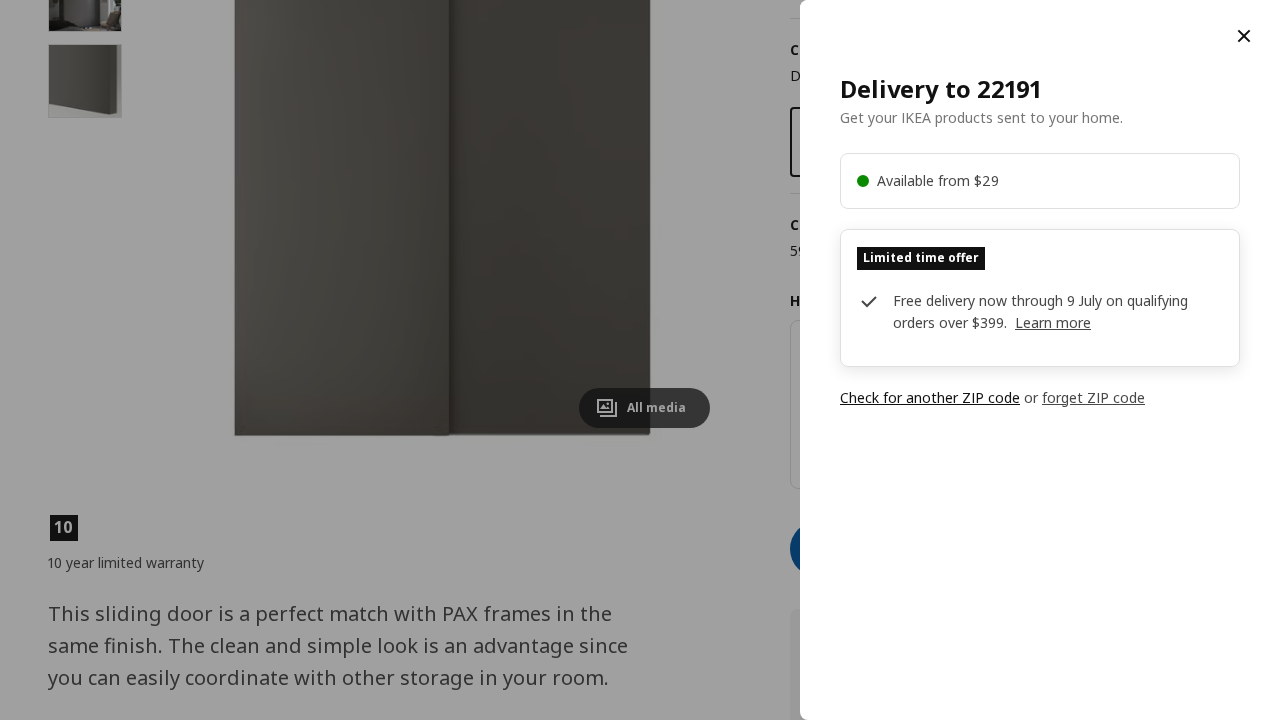 All media
10
10 year limited warranty
This sliding door is a perfect match with PAX frames in the
same finish. The clean and simple look is an advantage since
you can easily coordinate with other storage in your room.
Delivery to 22191
Get your IKEA products sent to your home.
Available from $29
Limited time offer
Free delivery now through 9 July on qualifying
orders over $399. Learn more
Check for another ZIP code or forget ZIP code